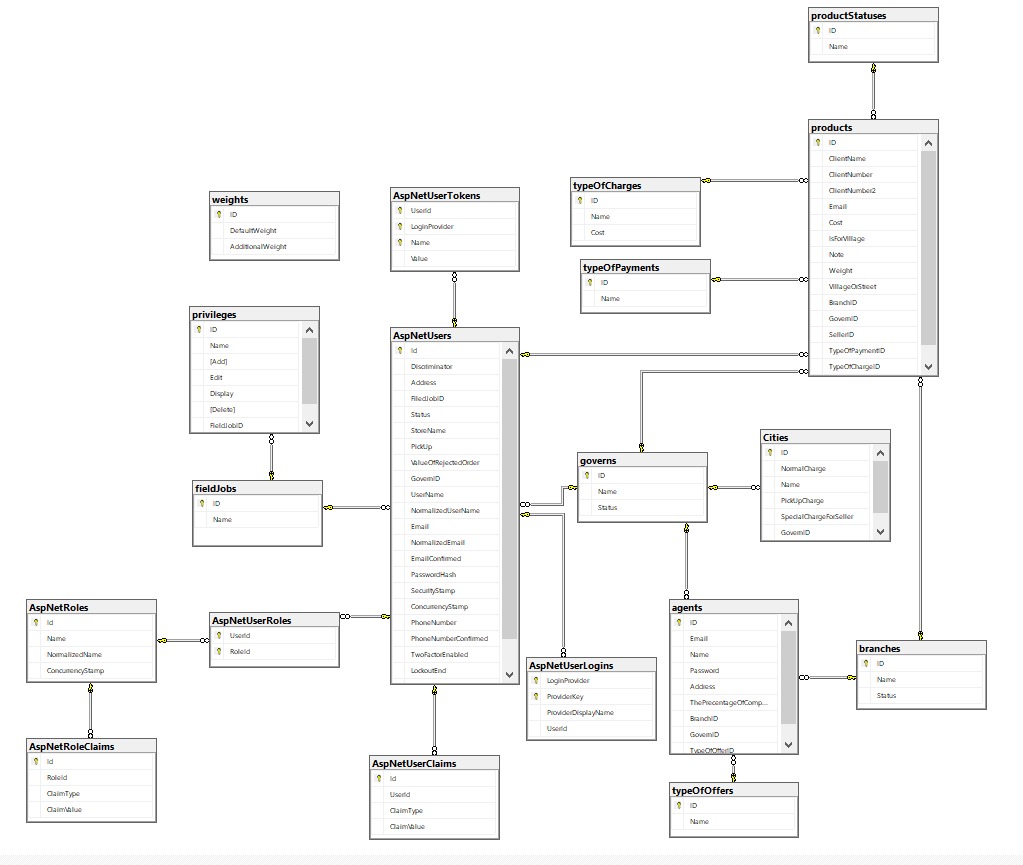 productStatuses
ID
Name
products
ID
ClientName
ClientNumber
ClientNumber2
Email
Cost
IsForVillage
Note
Weight
VillageOrStreet
BranchID
GovernID
SellerID
TypeOfPaymentID
TypeOfChargeID
typeOfCharges
ID
Name
Cost
typeOfPayments
ID
Name
weights
ID
DefaultWeight
AdditionalWeight
AspNetUserTokens
UserId
LoginProvider
Name
Value
privileges
ID
Name
[Add]
Edit
Display
[Delete]
FieldJobID
AspNetUsers
Id
Discriminator
Address
FiledJobID
Status
StoreName
PickUp
ValueOfRejectedOrder
GovernID
UserName
NormalizedUserName
Email
NormalizedEmail
EmailConfirmed
PasswordHash
SecurityStamp
ConcurrencyStamp
PhoneNumber
PhoneNumberConfirmed
TwoFactorEnabled
LockoutEnd
fieldJobs
ID
Name
governs
ID
Name
Status
Cities
ID
NormalCharge
Name
PickUpCharge
SpecialChargeForSeller
GovernID
AspNetRoles
Id
Name
NormalizedName
ConcurrencyStamp
AspNetUserRoles
UserId
RoleId
AspNetUserLogins
LoginProvider
ProviderKey
ProviderDisplayName
UserId
agents
ID
Email
Name
Password
Address
ThePrecentageOfComp...
BranchID
GovernID
TypeOfOfferID
branches
ID
Name
Status
AspNetRoleClaims
Id
RoleId
ClaimType
ClaimValue
AspNetUserClaims
Id
UserId
ClaimType
ClaimValue
typeOfOffers
ID
Name